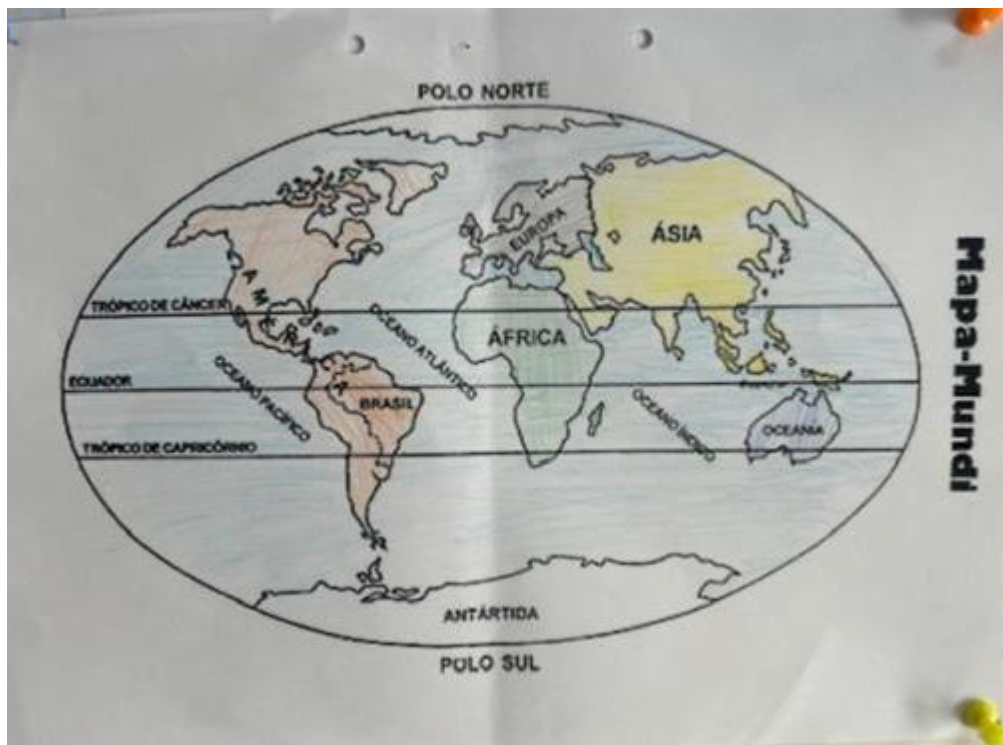 POLO NORTE
EUROPA
ÁSIA
AMÉRICA
TRÓPICO DE CÂNCER
OCEANO ATLÂNTICO
ÁFRICA
OCEANO PACÍFICO
EQUADOR
BRASIL
OCEANO ÍNDICO
OCEANIA
TRÓPICO DE CAPRICÓRNIO
ANTÁRTIDA
POLO SUL
Mapa-Mundi